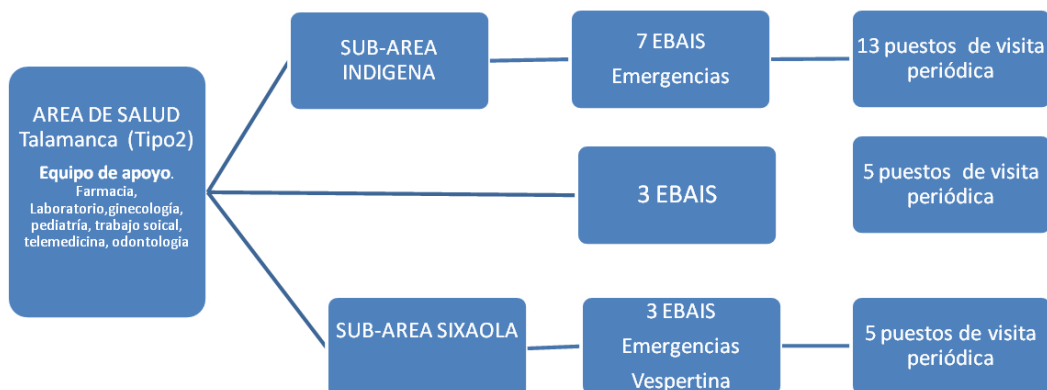 AREA DE SALUD
Talamanca (Tipo2)
Equipo de apoyo.
Farmacia,
Laboratorio,ginecología,
pediatría, trabajo soical,
telemedicina, odontologia
SUB-AREA
INDIGENA
7 EBAIS
Emergencias
13 puestos de visita
periódica
3 EBAIS
5 puestos de visita
periódica
SUB-AREA SIXAOLA
3 EBAIS
Emergencias
Vespertina
5 puestos de visita
periódica